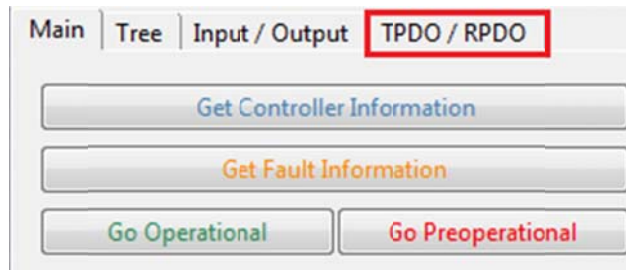 Main Tree Input / Output TPDO / RPDO
Get Controller Information
Get Fault Information
Go Operational Go Preoperational